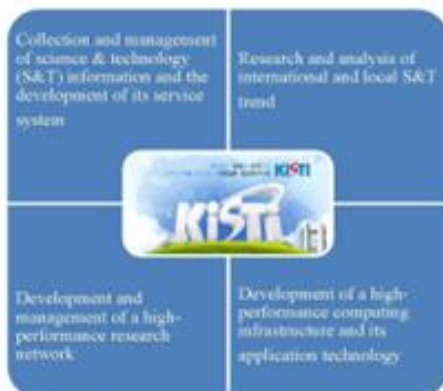 Collection and management
of science & technology
(S&T) information and the
development of its service
system
Research and analysis of
international and local S&T
trend
KiSTi
KiSTi
Development and
management of a high-
performance research
network
Development of a high-
performance computing
infrastructure and its
application technology